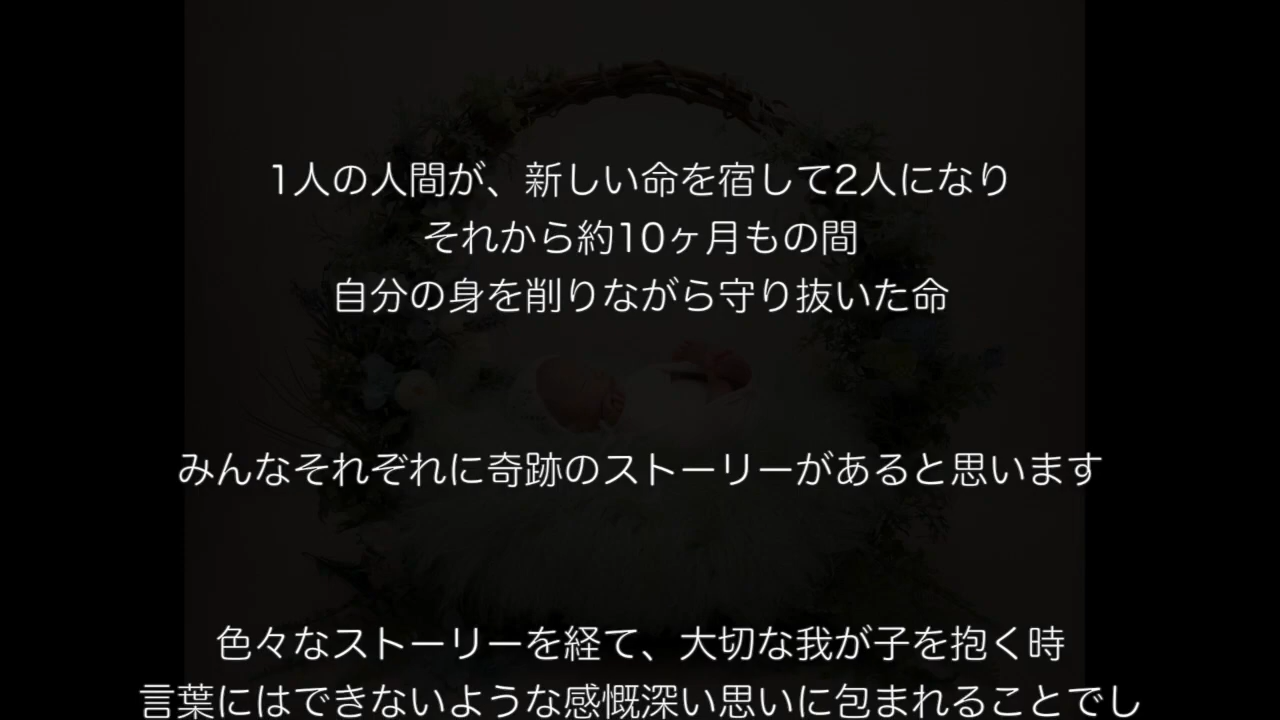 1人の人間が、新しい命を宿して2人になり
それから約10ヶ月もの間
自分の身を削りながら守り抜いた命
みんなそれぞれに奇跡のストーリーがあると思います
色々なストーリーを経て、大切な我が子を抱く時
言葉にはできないような感慨深い思いに包まれることでし